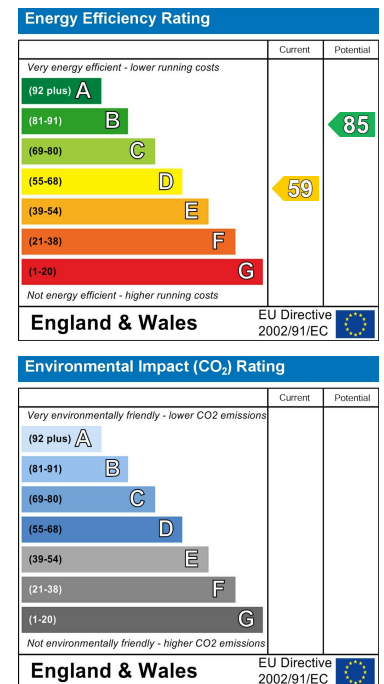 Energy Efficiency Rating
Current Potential
Very energy efficient - lower running costs
(92 plus) A
(81-91) B
85
(69-80) C
(55-68) D
59
(39-54) E
(21-38) F
(1-20) G
Not energy efficient - higher running costs
England & Wales
EU Directive
2002/91/EC
Environmental Impact (CO₂) Rating
Current Potential
Very environmentally friendly - lower CO2 emissions
(92 plus) A
(81-91) B
(69-80) C
(55-68) D
(39-54) E
(21-38) F
(1-20) G
Not environmentally friendly - higher CO2 emissions
England & Wales
EU Directive
2002/91/EC